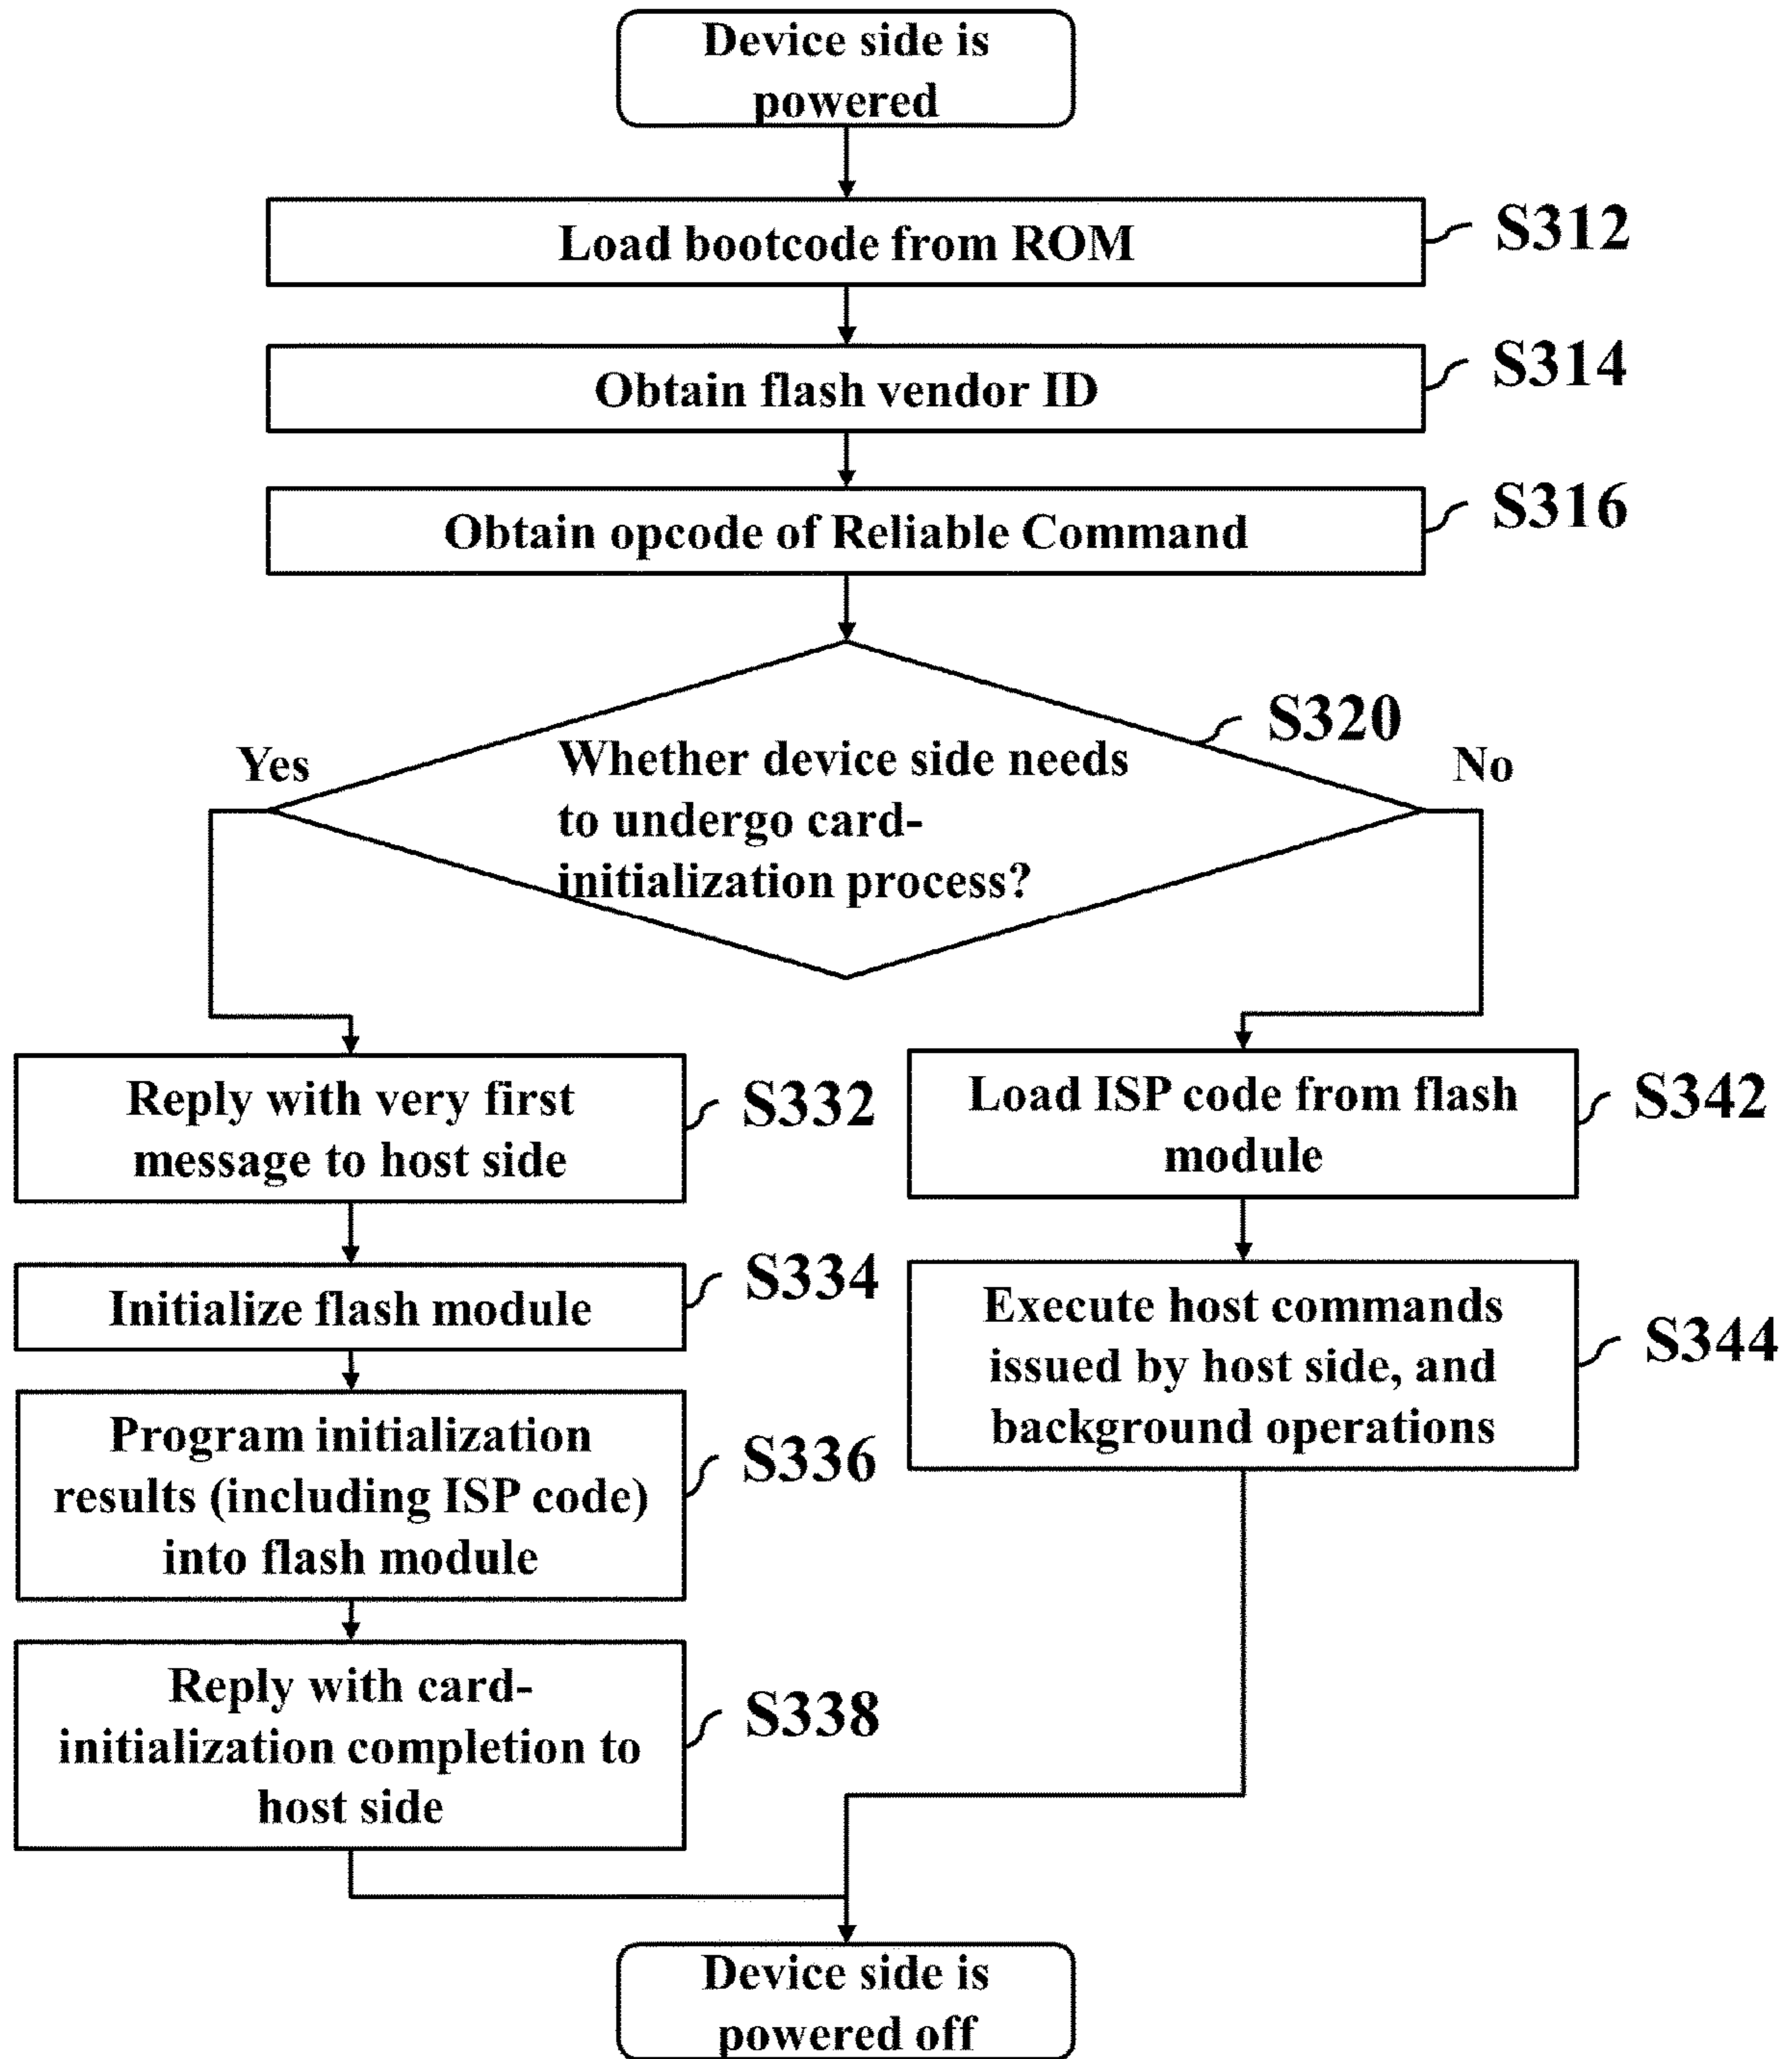 Device side is
powered
Load bootcode from ROM
S312
Obtain flash vendor ID
S314
Obtain opcode of Reliable Command
S316
S320
Yes
Whether device side needs
to undergo card-
initialization process?
No
Reply with very first
message to host side
S332
Initialize flash module
S334
Program initialization
results (including ISP code)
into flash module
S336
Reply with card-
initialization completion to
host side
S338
Load ISP code from flash
module
S342
Execute host commands
issued by host side, and
background operations
S344
Device side is
powered off